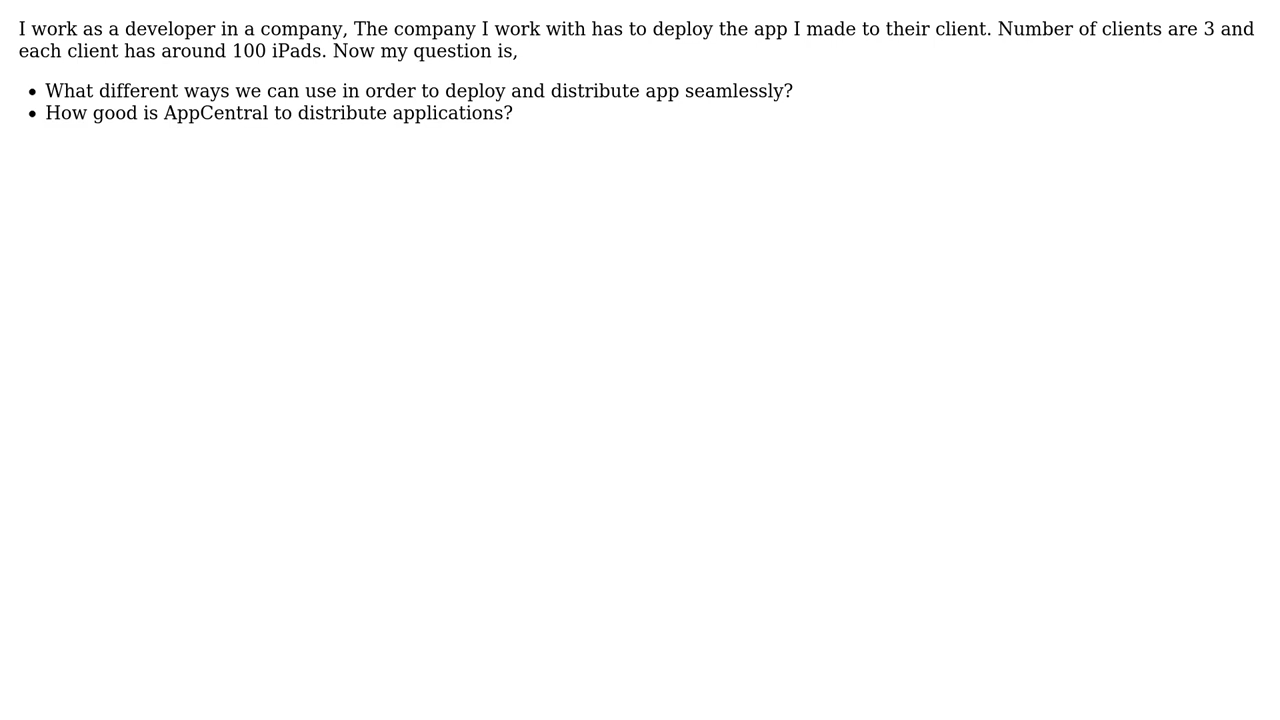 I work as a developer in a company, The company I work with has to deploy the app I made to their client. Number of clients are 3 and
each client has around 100 iPads. Now my question is,
• What different ways we can use in order to deploy and distribute app seamlessly?
• How good is AppCentral to distribute applications?